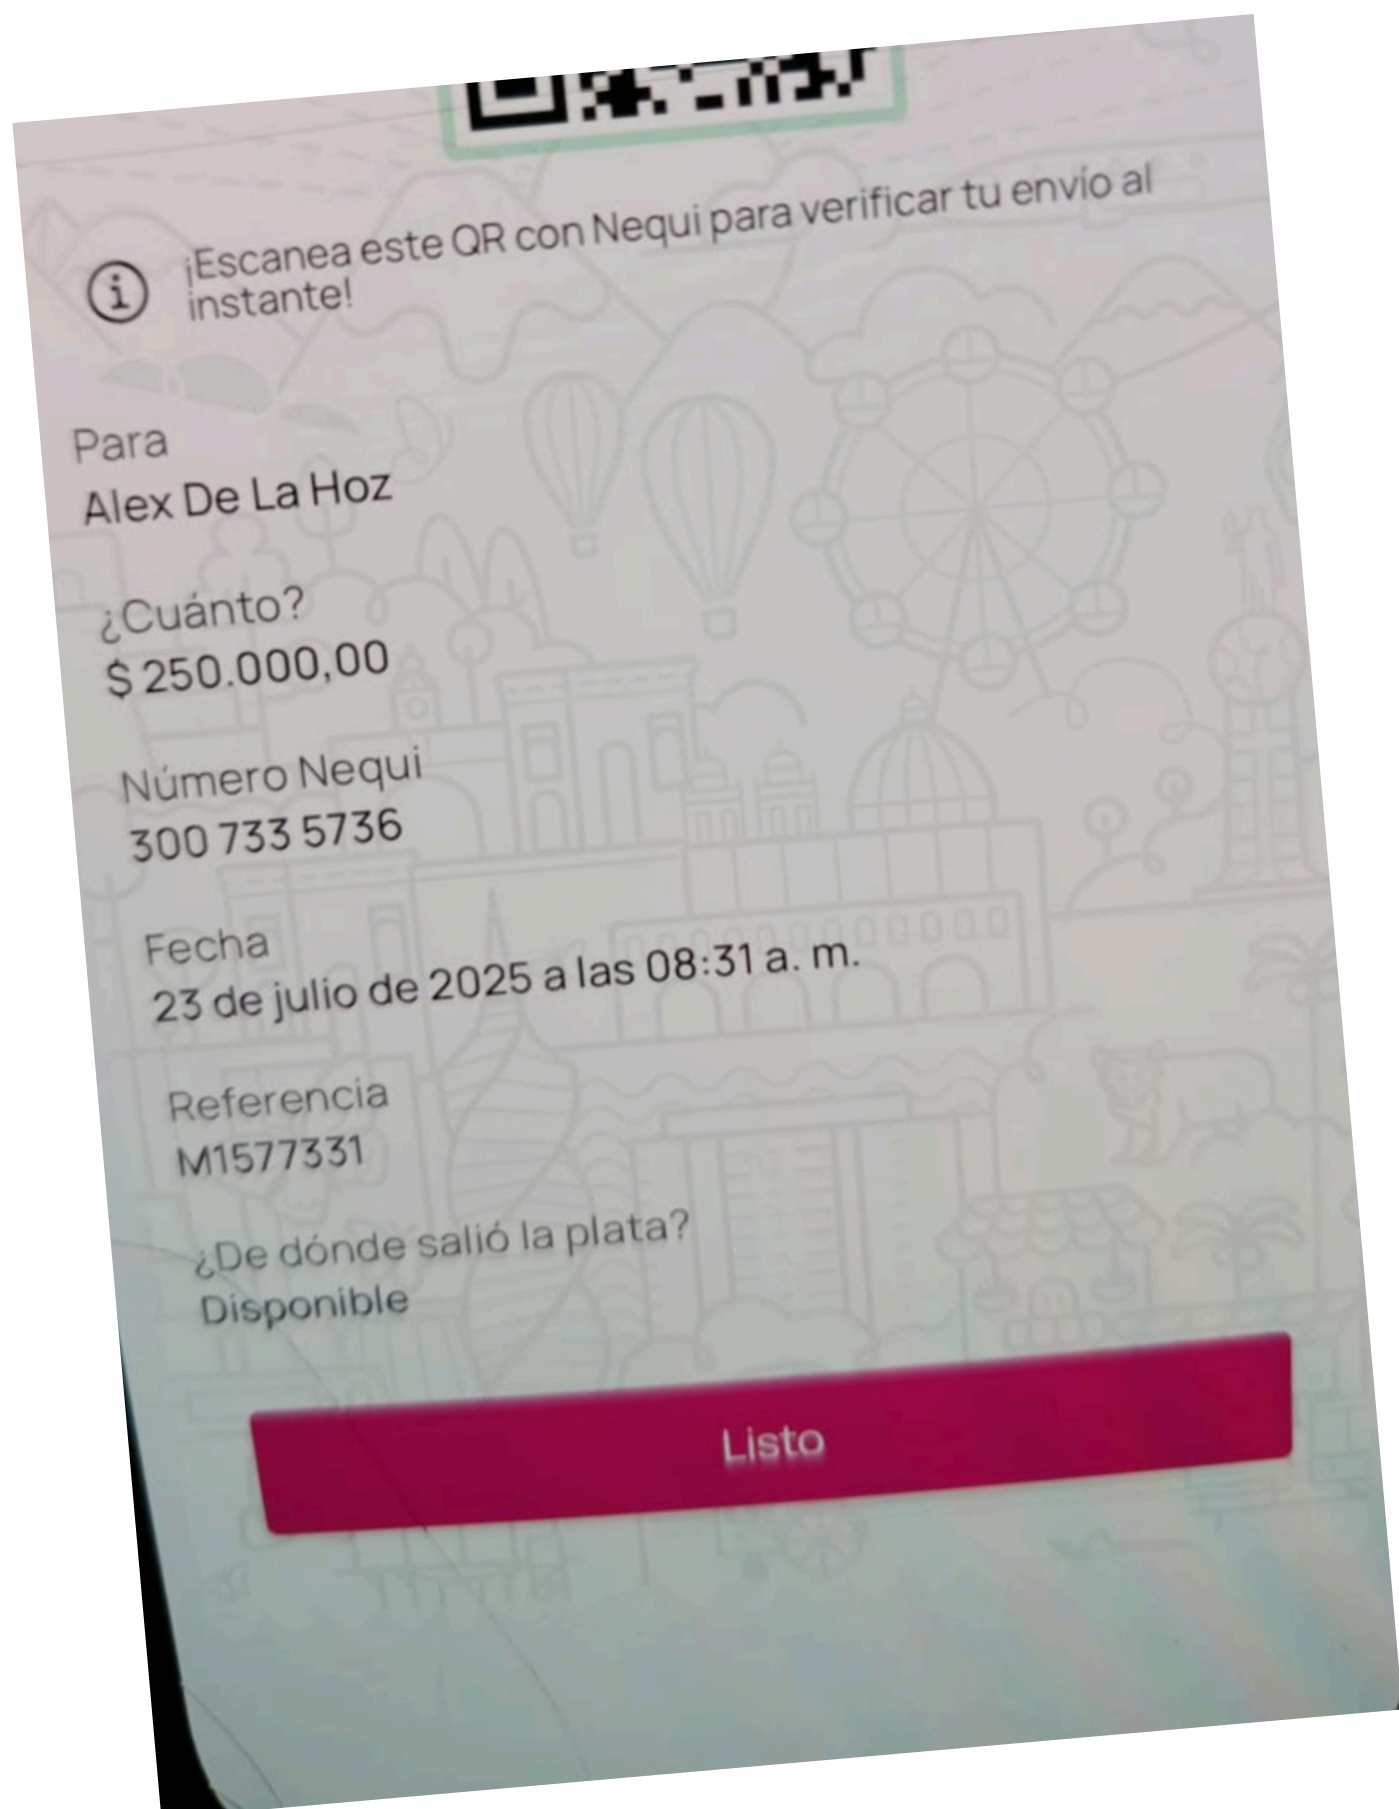 ¡Escanea este QR con Nequi para verificar tu envío al
instante!
Para
Alex De La Hoz
¿Cuánto?
$ 250.000,00
Número Nequi
300 733 5736
Fecha
23 de julio de 2025 a las 08:31 a. m.
Referencia
M1577331
¿De dónde salió la plata?
Disponible
Listo